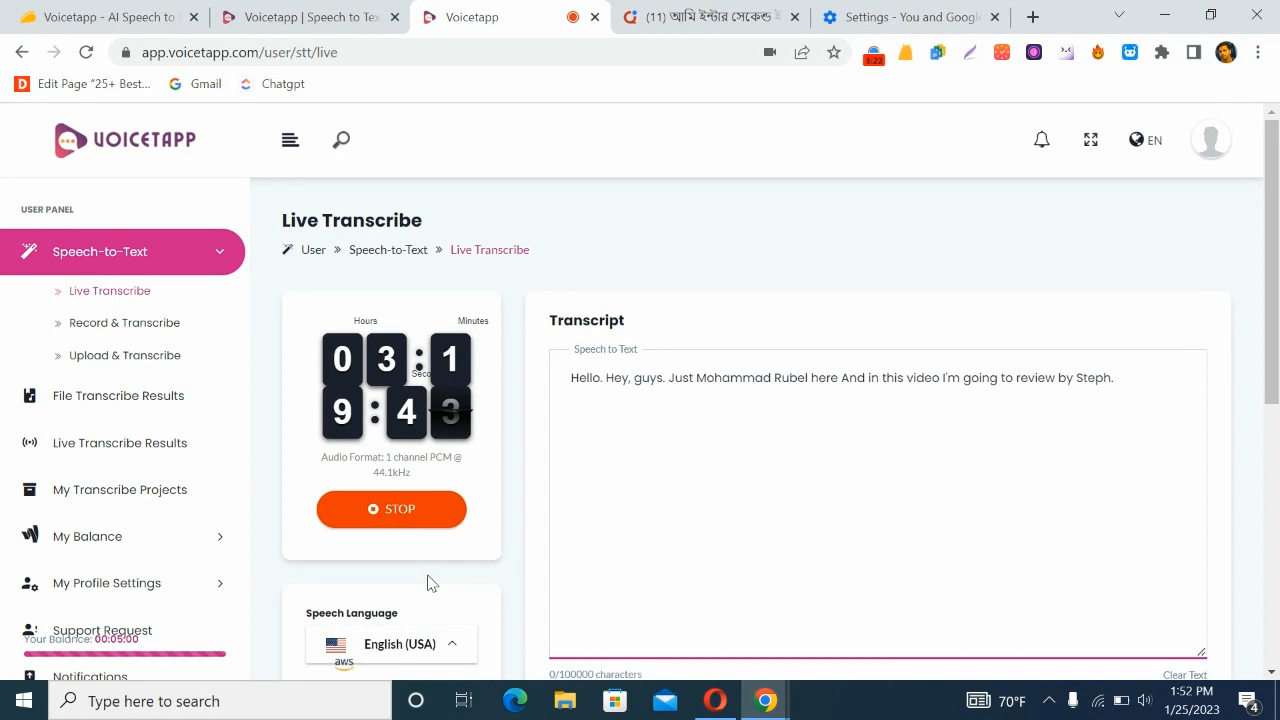 Voicetapp - AI Speech to
Voicetapp | Speech to Tex
Voicetapp
(11) আমি ইন্টার সেকেন্ড ই
Settings - You and Google
app.voicetapp.com/user/stt/live
3:22
Edit Page “25+ Best...
Gmail
Chatgpt
VOICETAPP
EN
USER PANEL
Speech-to-Text
Live Transcribe
Record & Transcribe
Upload & Transcribe
File Transcribe Results
Live Transcribe Results
My Transcribe Projects
My Balance
My Profile Settings
Support Request
Your Balance: 00:05:00
Notifications
Live Transcribe
User » Speech-to-Text » Live Transcribe
Hours
Minutes
0 3 : 1
Seco
9 : 4 3
Audio Format: 1 channel PCM @
44.1kHz
STOP
Speech Language
English (USA)
aws
Transcript
Speech to Text
Hello. Hey, guys. Just Mohammad Rubel here And in this video I'm going to review by Steph.
0/100000 characters
Clear Text
Type here to search
70°F
1:52 PM
1/25/2023
4